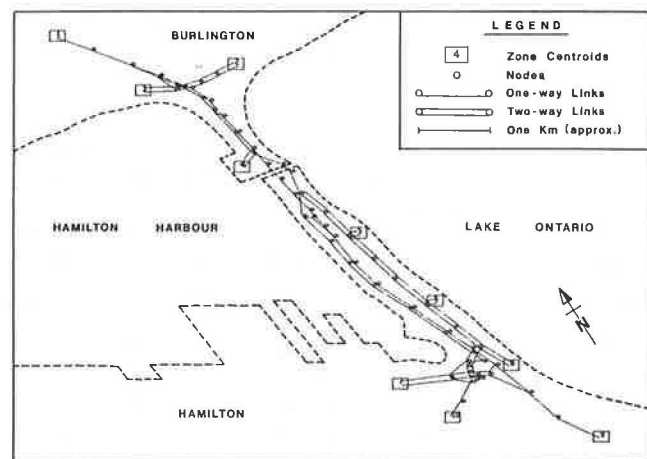 BURLINGTON
LEGEND
4 Zone Centroids
Nodes
One-way Links
Two-way Links
One Km (approx.)
1
HAMILTON HARBOUR
LAKE ONTARIO
N
HAMILTON